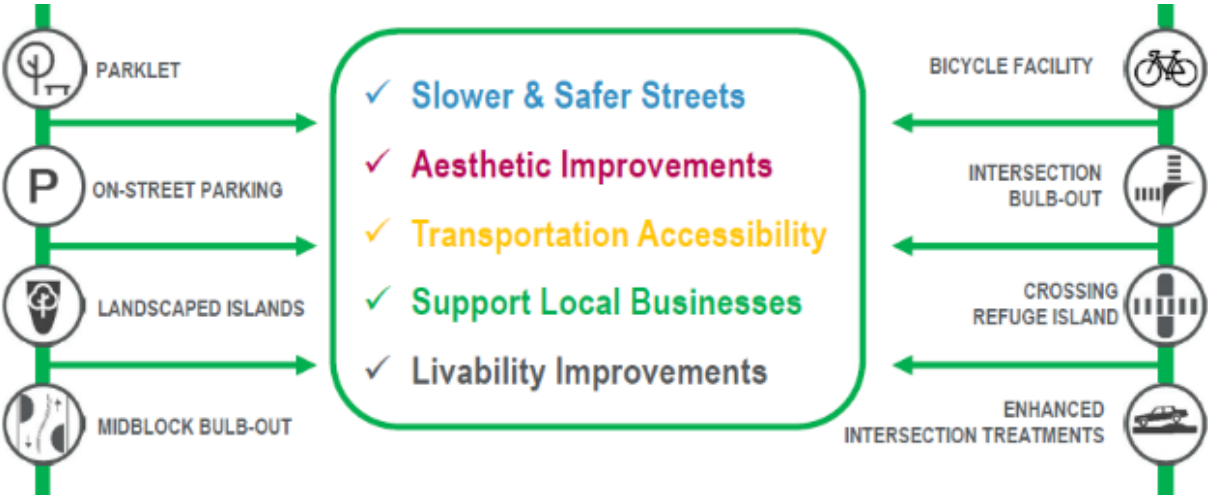 PARKLET
P
ON-STREET PARKING
LANDSCAPED ISLANDS
MIDBLOCK BULB-OUT
✓ Slower & Safer Streets
✓ Aesthetic Improvements
✓ Transportation Accessibility
✓ Support Local Businesses
✓ Livability Improvements
BICYCLE FACILITY
INTERSECTION
BULB-OUT
CROSSING
REFUGE ISLAND
ENHANCED
INTERSECTION TREATMENTS